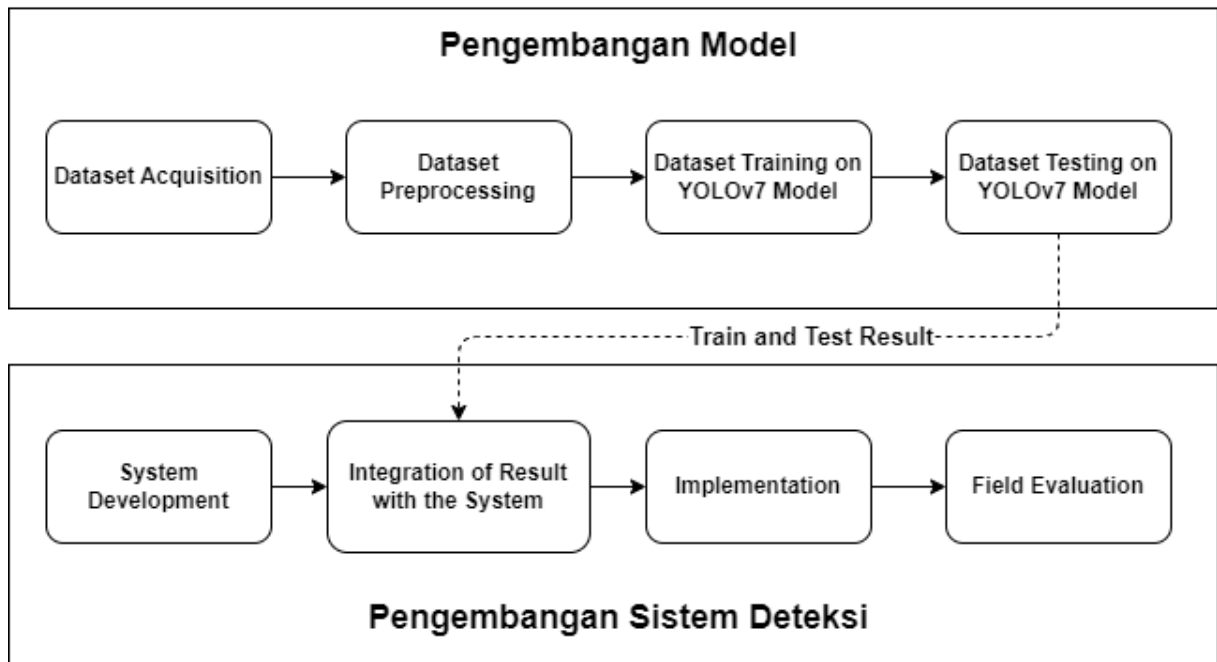 Pengembangan Model
Dataset Acquisition
Dataset
Preprocessing
Dataset Training on
YOLOv7 Model
Dataset Testing on
YOLOv7 Model
Train and Test Result
System
Development
Integration of Result
with the System
Implementation
Field Evaluation
Pengembangan Sistem Deteksi